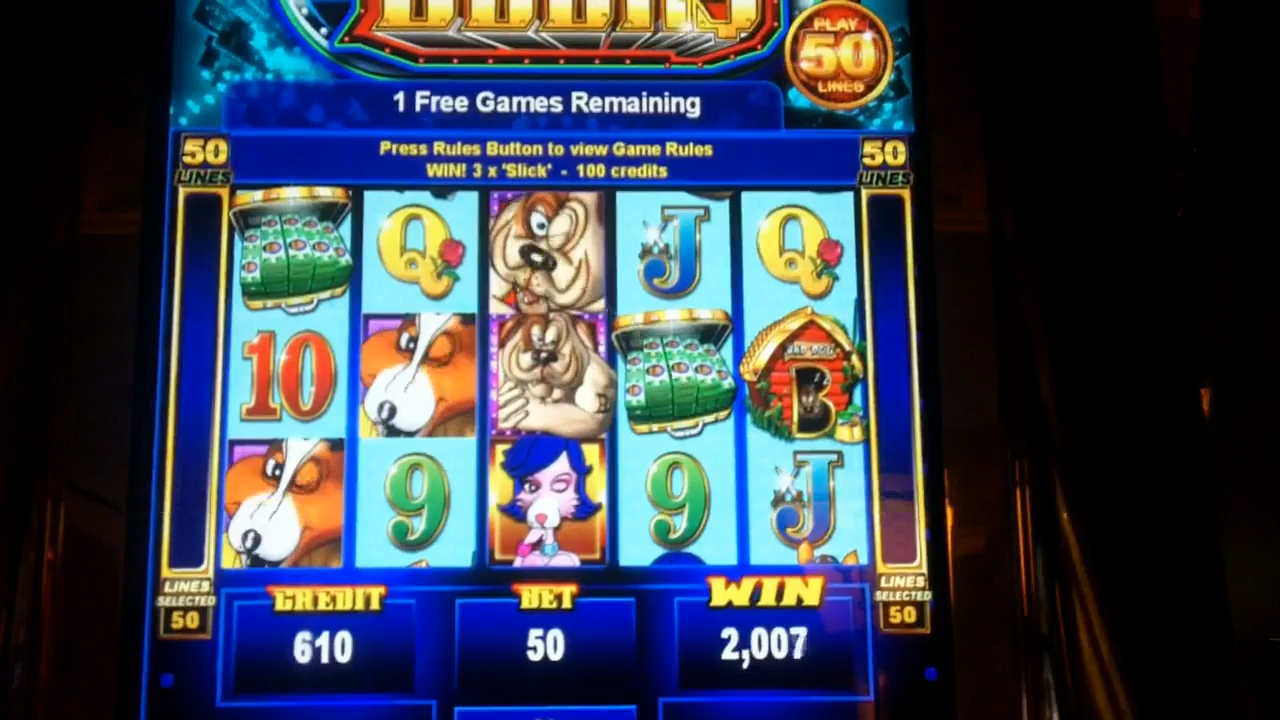 PLAY
50
LINES
1 Free Games Remaining
50
LINES
Press Rules Button to view Game Rules
WIN! 3 x 'Slick' - 100 credits
50
LINES
Q
J
Q
10
BAD DOG
B
9
9
J
LINES
SELECTED
50
CREDIT
610
BET
50
WIN
2,007
LINES
SELECTED
50